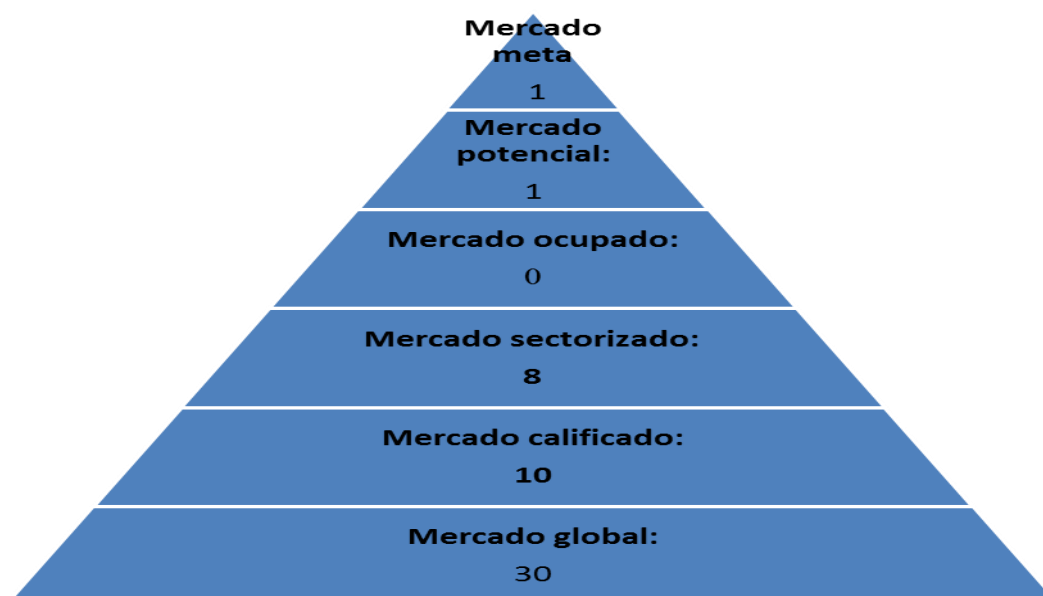 Mercado
meta
1
Mercado
potencial:
1
Mercado ocupado:
0
Mercado sectorizado:
8
Mercado calificado:
10
Mercado global:
30